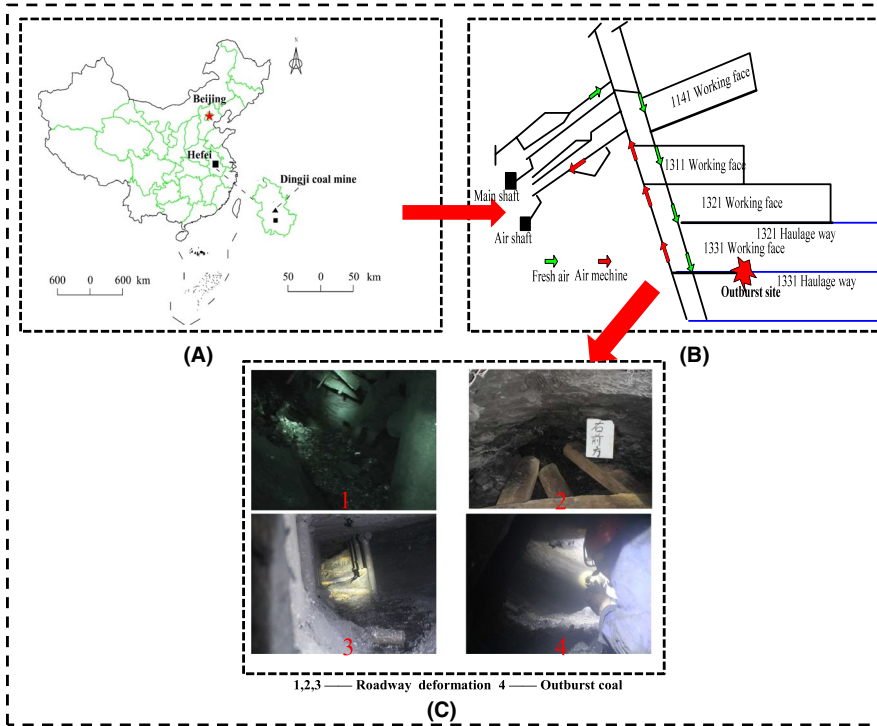 N
Beijing
Hefei
Dingji coal mine
600 0 600 km
50 0 50 km
(A)
1141 Working face
1311 Working face
1321 Working face
1321 Haulage way
1331 Working face
1331 Haulage way
Outburst site
Main shaft
Air shaft
Fresh air Air mechine
(B)
石前方
1
2
3
4
1,2,3 —— Roadway deformation 4 —— Outburst coal
(C)